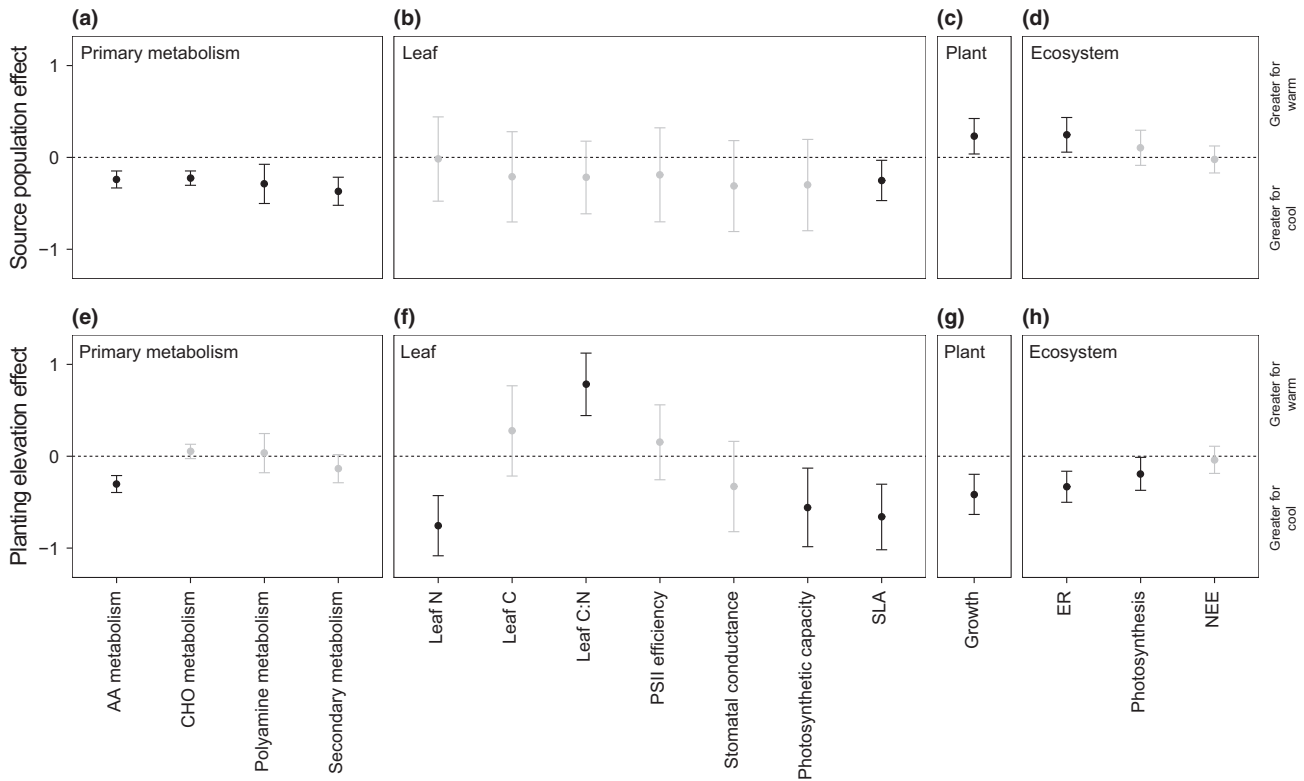 (a) (b) (c) (d)
Primary metabolism Leaf Plant Ecosystem
Source population effect
1
0
−1
Greater for
warm
Greater for
cool
(e) (f) (g) (h)
Primary metabolism Leaf Plant Ecosystem
Planting elevation effect
1
0
−1
Greater for
warm
Greater for
cool
AA metabolism
CHO metabolism
Polyamine metabolism
Secondary metabolism
Leaf N
Leaf C
Leaf C:N
PSII efficiency
Stomatal conductance
Photosynthetic capacity
SLA
Growth
ER
Photosynthesis
NEE